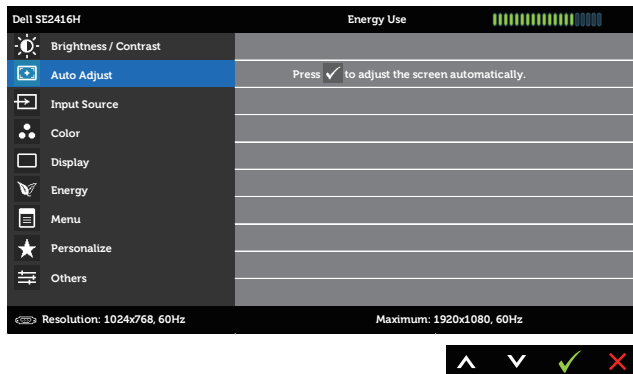 Dell SE2416H Energy Use
Brightness / Contrast
Auto Adjust Press ✓ to adjust the screen automatically.
Input Source
Color
Display
Energy
Menu
Personalize
Others
Resolution: 1024x768, 60Hz Maximum: 1920x1080, 60Hz